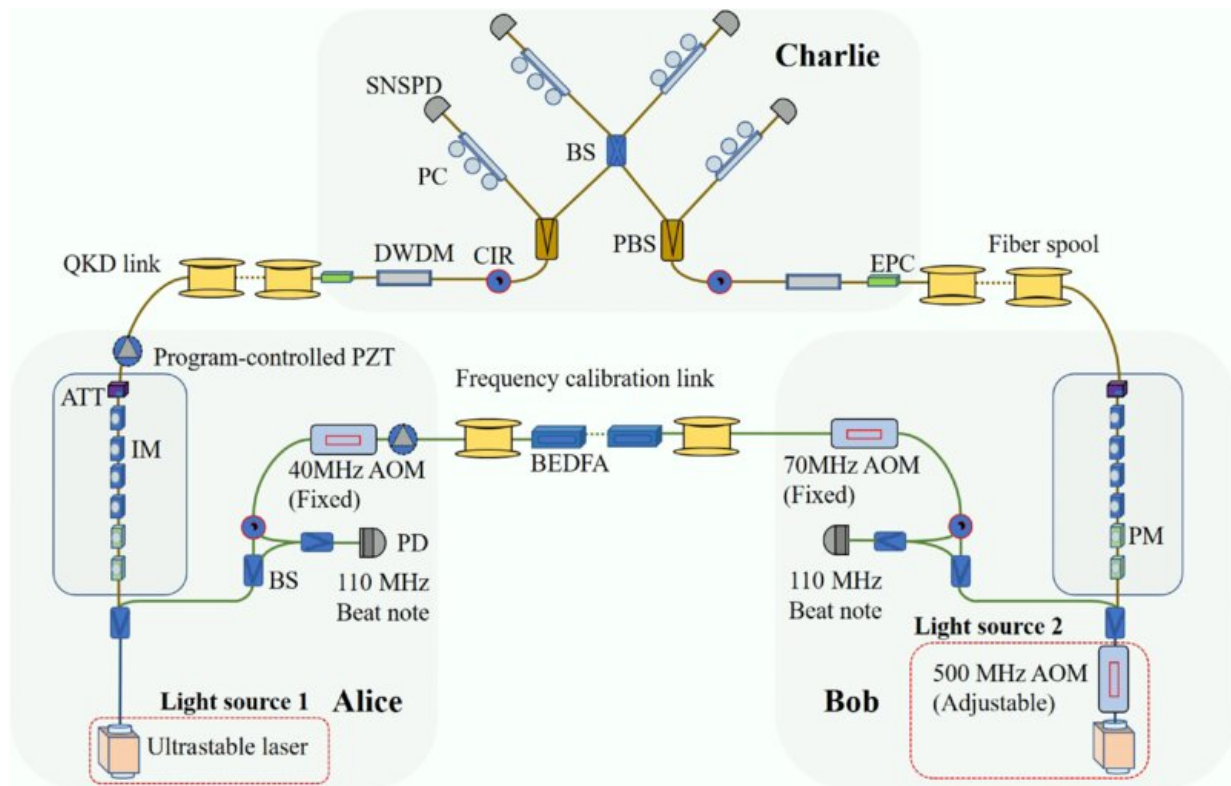 Charlie
SNSPD
BS
PC
QKD link
DWDM
CIR
PBS
EPC
Fiber spool
Program-controlled PZT
Frequency calibration link
ATT
IM
40MHz AOM
(Fixed)
BEDFA
70MHz AOM
(Fixed)
PD
BS
110 MHz
Beat note
110 MHz
Beat note
PM
Light source 1
Alice
Ultrastable laser
Light source 2
Bob
500 MHz AOM
(Adjustable)